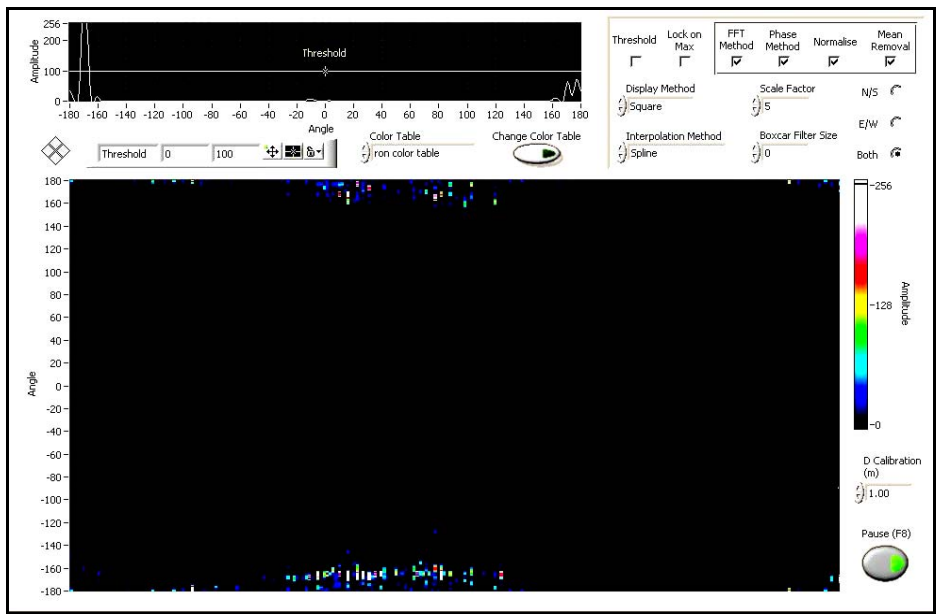 256
200
100
0
Amplitude
Threshold
-180 -160 -140 -120 -100 -80 -60 -40 -20 0 20 40 60 80 100 120 140 160 180
Angle
Threshold 0 100
Color Table
ron color table
Change Color Table
Threshold
Lock on Max
FFT Method
Phase Method
Normalise
Mean Removal
Display Method
Square
Scale Factor
5
N/S
E/W
Interpolation Method
Spline
Boxcar Filter Size
0
Both
180
160
140
120
100
80
60
40
20
0
-20
-40
-60
-80
-100
-120
-140
-160
-180
Angle
-256
-128
-0
Amplitude
D Calibration
(m)
1.00
Pause (F8)